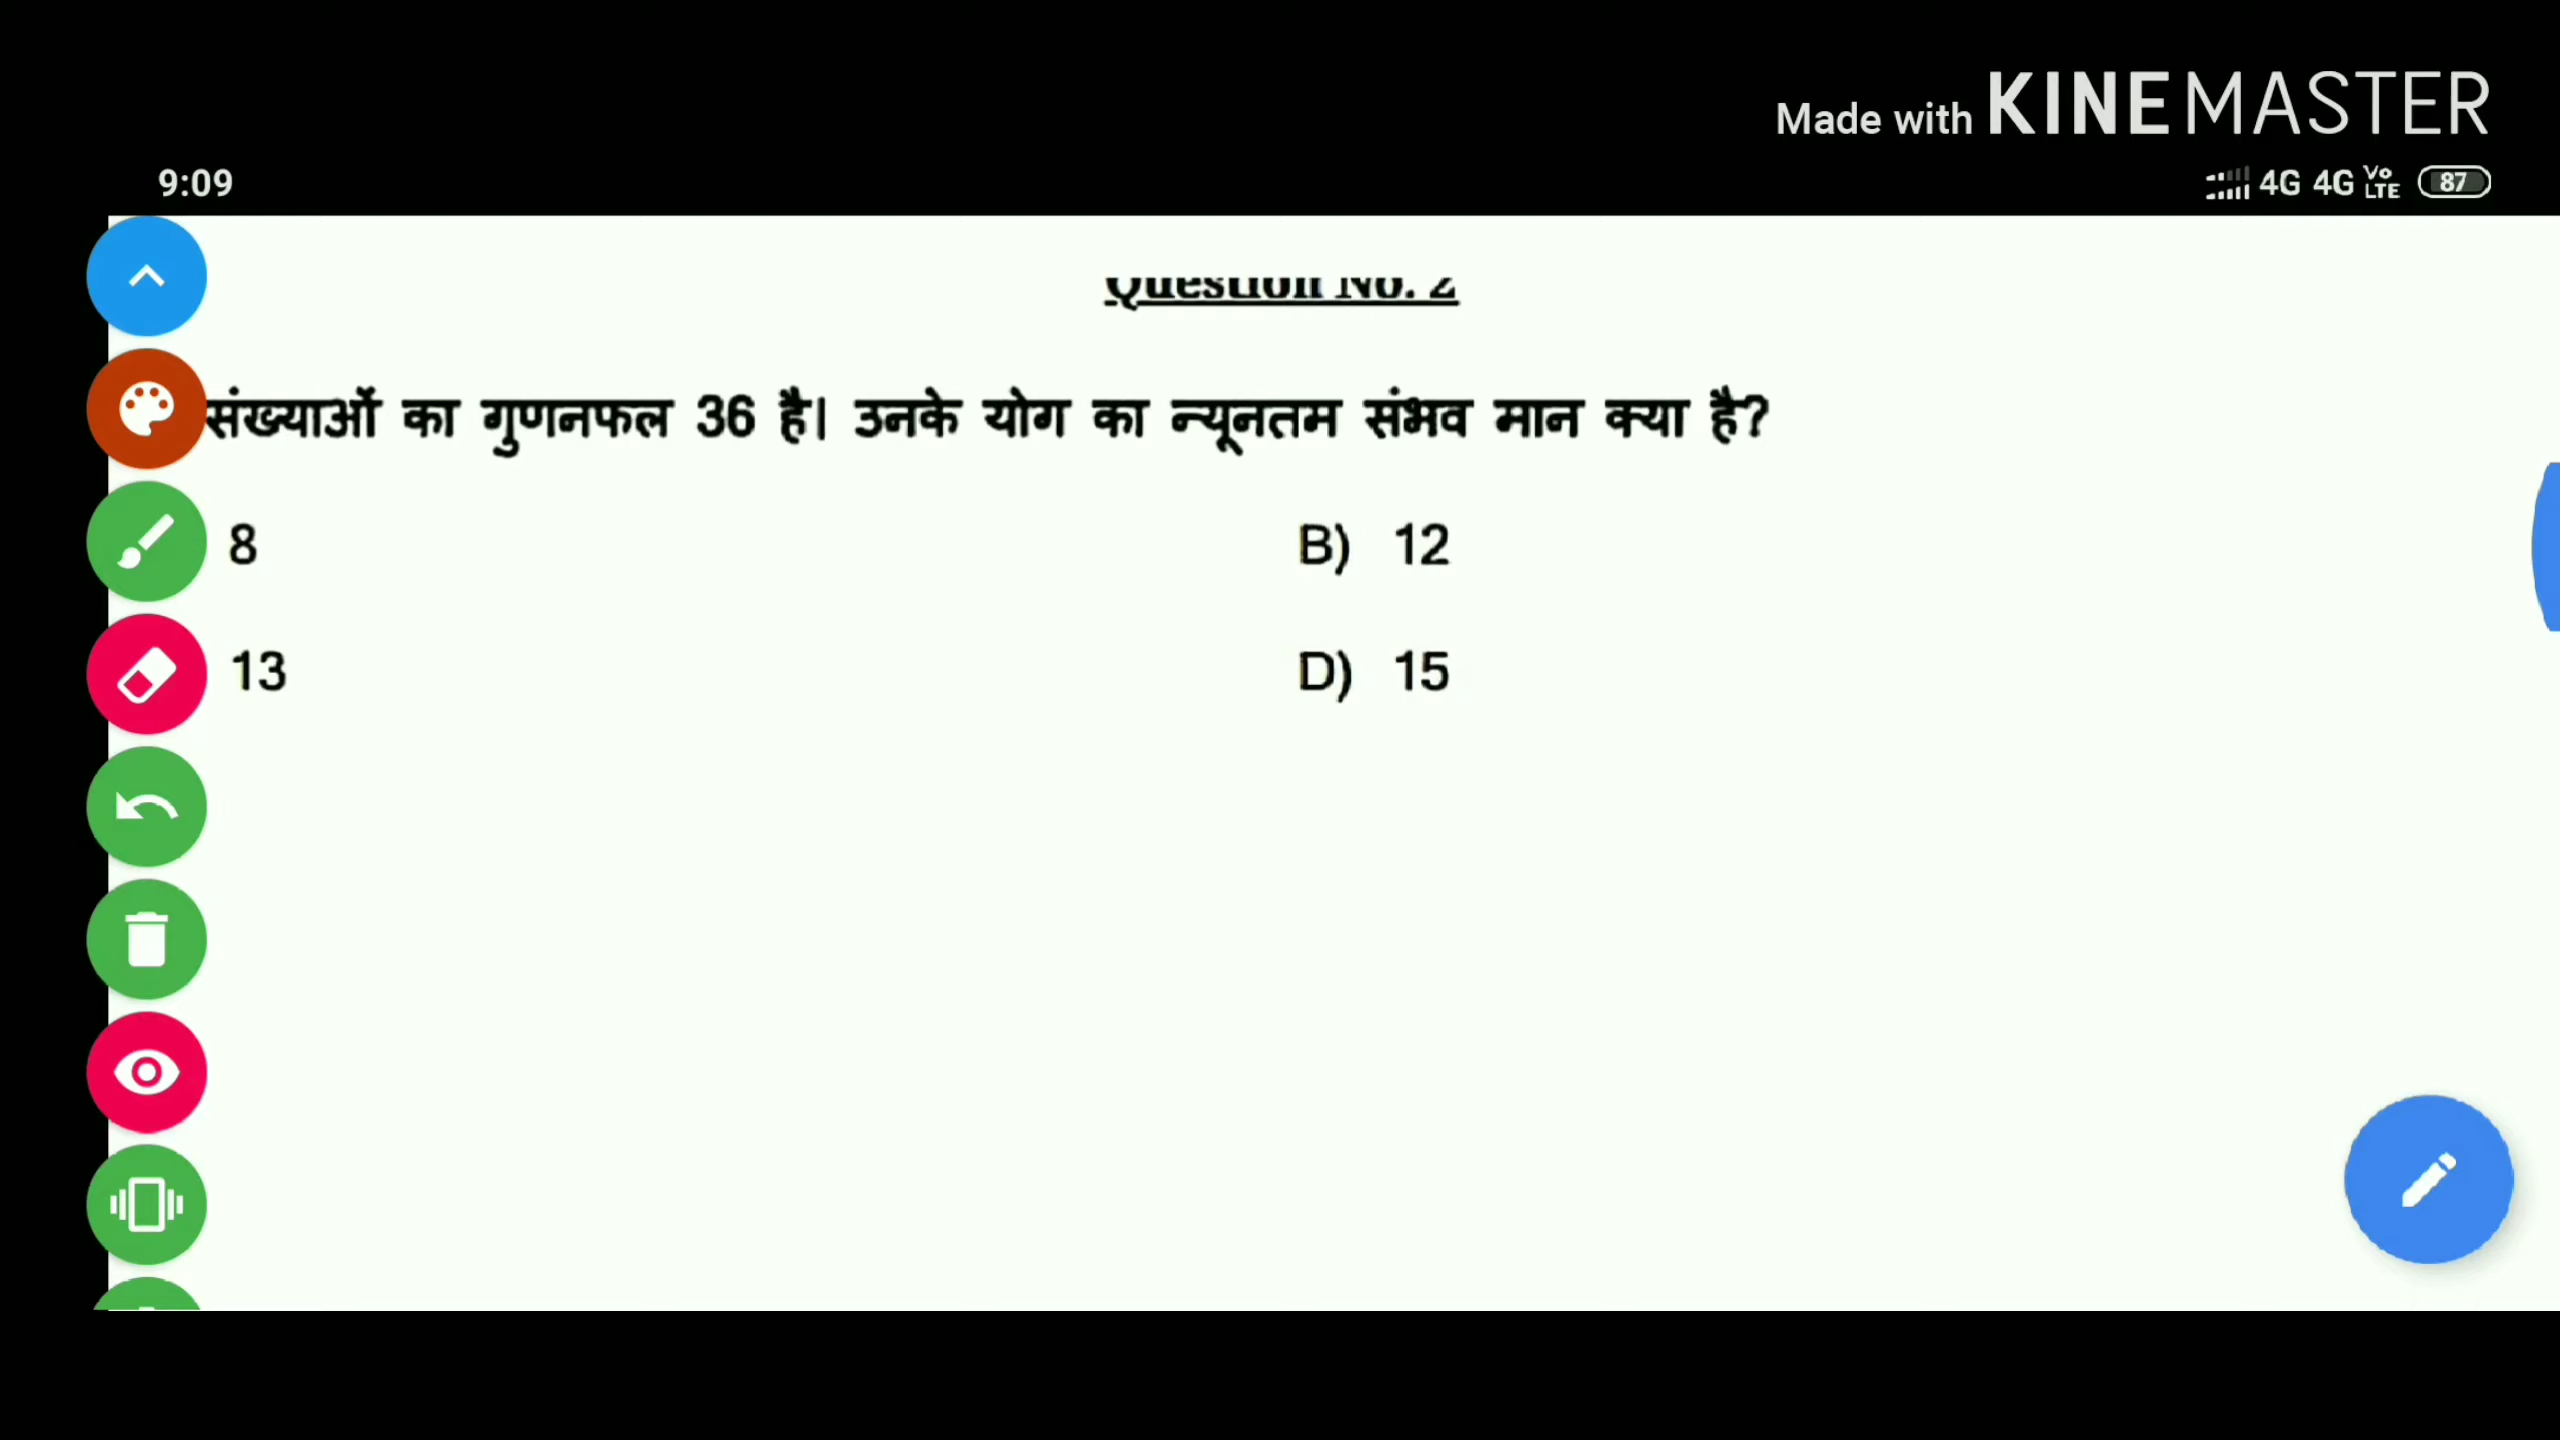 Made with KINEMASTER
9:09
4G 4G VoLTE 87
Question No. 2
संख्याओं का गुणनफल 36 है। उनके योग का न्यूनतम संभव मान क्या है?
8 B) 12
13 D) 15